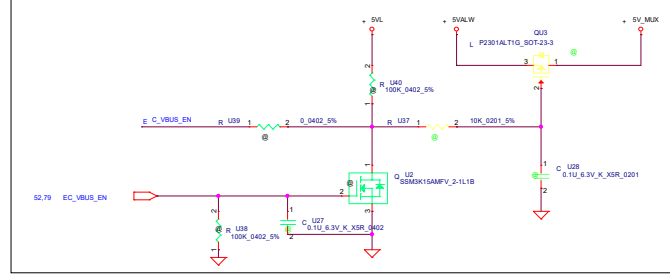 + 5VL
+ 5VALW
+ 5V_MUX
QU3
L P2301ALT1G_SOT-23-3
@
3 1
2
2
R U40
100K_0402_5%
1
E C_VBUS_EN
R U39
1 2
0_0402_5%
@
R U37
1 2
10K_0201_5%
@
1
Q U2
SSM3K15AMFV_2-1L1B
@
2
3
.1
C U28
0.1U_6.3V_K_X5R_0201
@
2
52,79 EC_VBUS_EN
2
@
R U38
100K_0402_5%
1
.1
C U27
0.1U_6.3V_K_X5R_0402
@
2